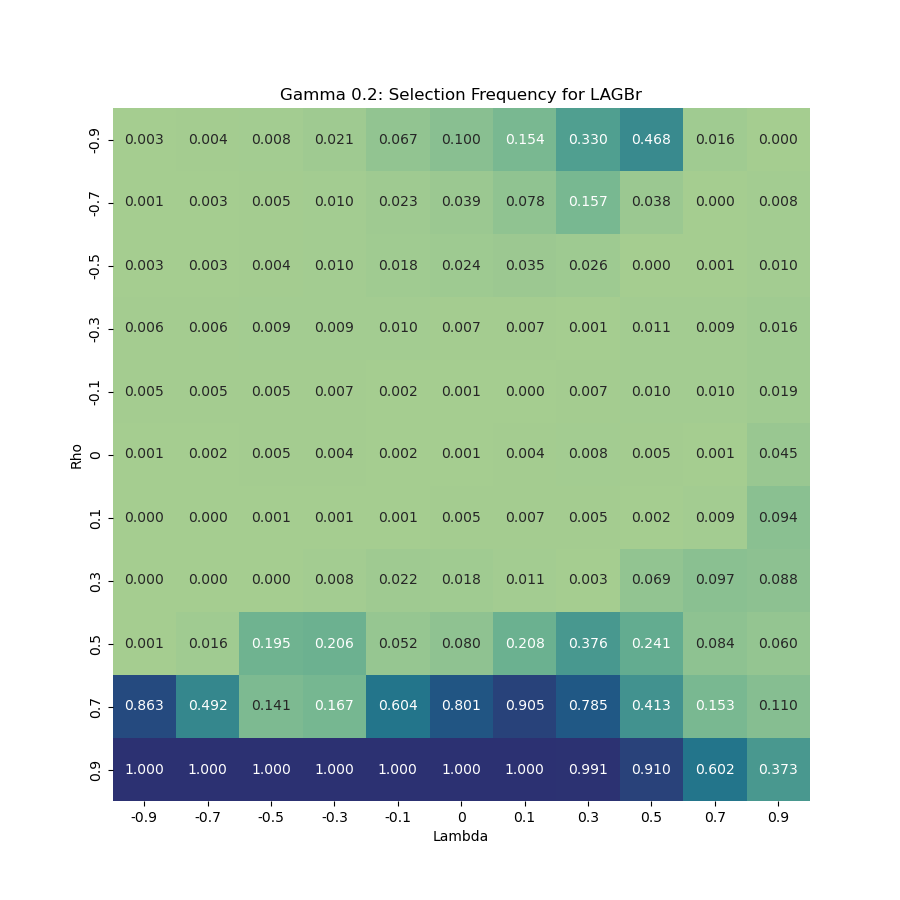 Gamma 0.2: Selection Frequency for LAGBr
-0.9 0.003 0.004 0.008 0.021 0.067 0.100 0.154 0.330 0.468 0.016 0.000
-0.7 0.001 0.003 0.005 0.010 0.023 0.039 0.078 0.157 0.038 0.000 0.008
-0.5 0.003 0.003 0.004 0.010 0.018 0.024 0.035 0.026 0.000 0.001 0.010
-0.3 0.006 0.006 0.009 0.009 0.010 0.007 0.007 0.001 0.011 0.009 0.016
-0.1 0.005 0.005 0.005 0.007 0.002 0.001 0.000 0.007 0.010 0.010 0.019
Rho
0 0.001 0.002 0.005 0.004 0.002 0.001 0.004 0.008 0.005 0.001 0.045
0.1 0.000 0.000 0.001 0.001 0.001 0.005 0.007 0.005 0.002 0.009 0.094
0.3 0.000 0.000 0.000 0.008 0.022 0.018 0.011 0.003 0.069 0.097 0.088
0.5 0.001 0.016 0.195 0.206 0.052 0.080 0.208 0.376 0.241 0.084 0.060
0.7 0.863 0.492 0.141 0.167 0.604 0.801 0.905 0.785 0.413 0.153 0.110
0.9 1.000 1.000 1.000 1.000 1.000 1.000 1.000 0.991 0.910 0.602 0.373
-0.9 -0.7 -0.5 -0.3 -0.1 0 0.1 0.3 0.5 0.7 0.9
Lambda